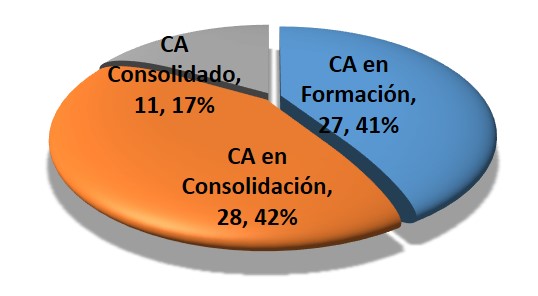 CA
Consolidado,
11, 17%
CA en
Formación,
27, 41%
CA en
Consolidación,
28, 42%